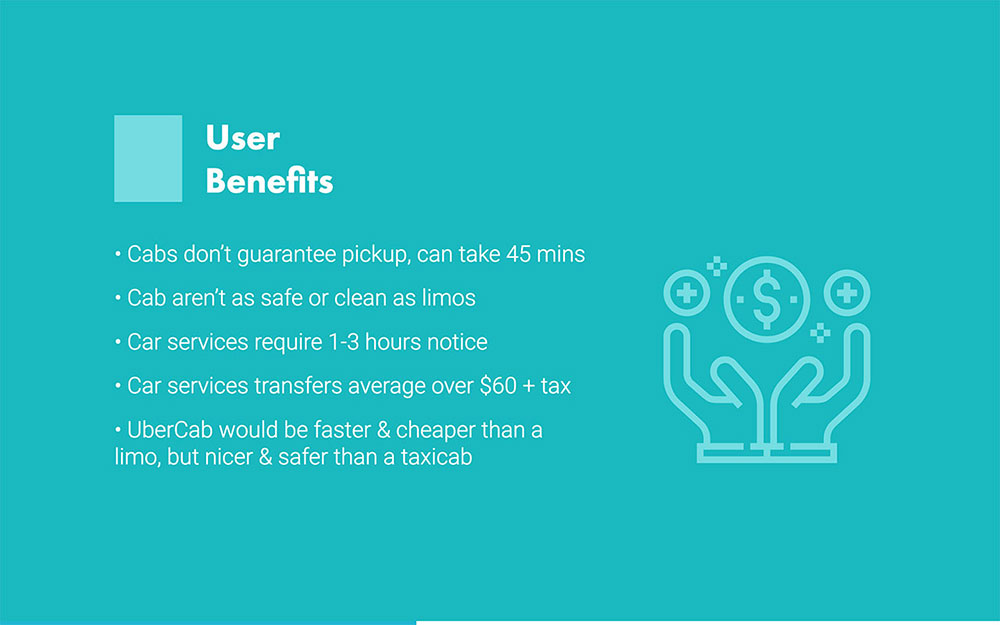 User
Benefits
• Cabs don’t guarantee pickup, can take 45 mins
• Cab aren’t as safe or clean as limos
• Car services require 1-3 hours notice
• Car services transfers average over $60 + tax
• UberCab would be faster & cheaper than a
limo, but nicer & safer than a taxicab
$